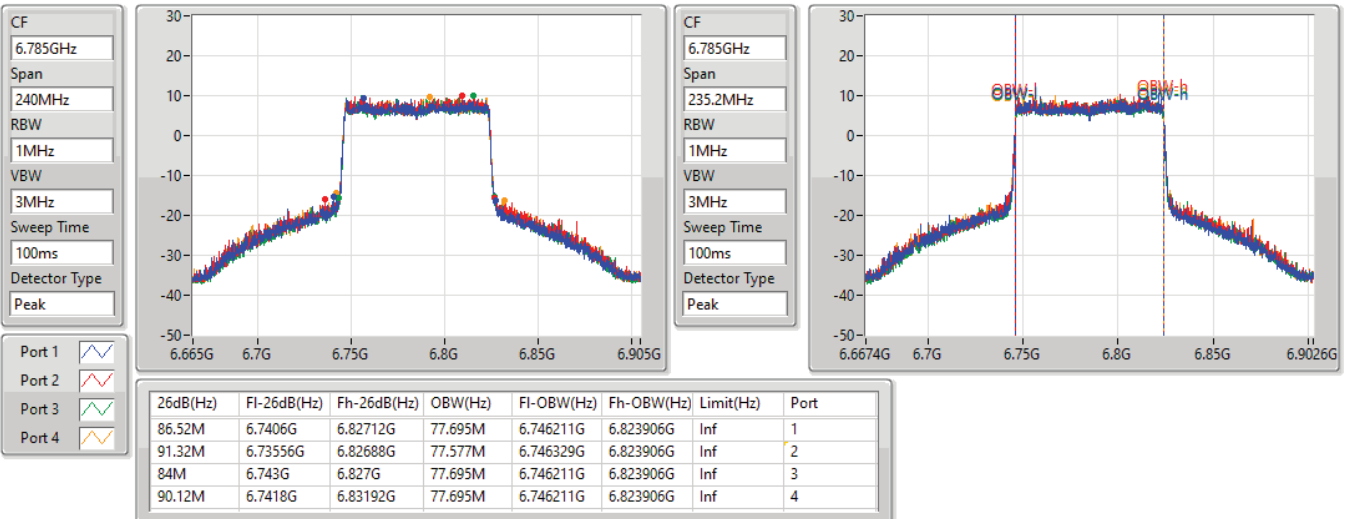 CF
6.785GHz
Span
240MHz
RBW
1MHz
VBW
3MHz
Sweep Time
100ms
Detector Type
Peak
30
20
10
0
-10
-20
-30
-40
-50
6.665G 6.7G 6.75G 6.8G 6.85G 6.905G
CF
6.785GHz
Span
235.2MHz
RBW
1MHz
VBW
3MHz
Sweep Time
100ms
Detector Type
Peak
30
20
10
0
-10
-20
-30
-40
-50
OBW-l OBW-h
6.6674G 6.7G 6.75G 6.8G 6.85G 6.9026G
Port 1
Port 2
Port 3
Port 4
26dB(Hz) Fl-26dB(Hz) Fh-26dB(Hz) OBW(Hz) Fl-OBW(Hz) Fh-OBW(Hz) Limit(Hz) Port
86.52M 6.7406G 6.82712G 77.695M 6.746211G 6.823906G Inf 1
91.32M 6.73556G 6.82688G 77.577M 6.746329G 6.823906G Inf 2
84M 6.743G 6.827G 77.695M 6.746211G 6.823906G Inf 3
90.12M 6.7418G 6.83192G 77.695M 6.746211G 6.823906G Inf 4